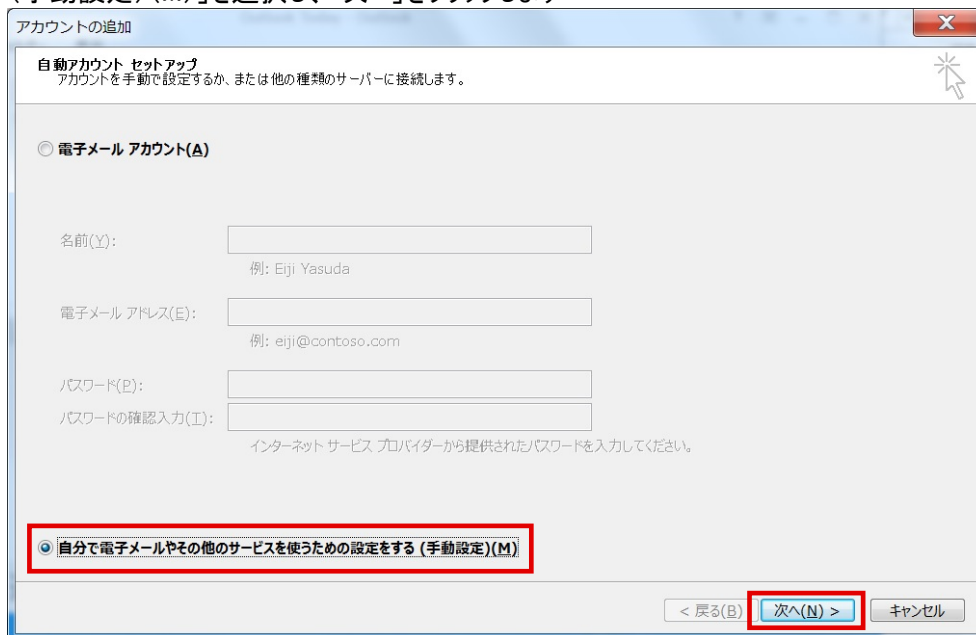 アカウントの追加
自動アカウント セットアップ
アカウントを手動で設定するか、または他の種類のサーバーに接続します。
電子メール アカウント(A)
名前(Y):
例: Eiji Yasuda
電子メール アドレス(E):
例: eiji@contoso.com
パスワード(P):
パスワードの確認入力(T):
インターネット サービス プロバイダーから提供されたパスワードを入力してください。
自分で電子メールやその他のサービスを使うための設定をする (手動設定)(M)
< 戻る(B) 次へ(N) > キャンセル